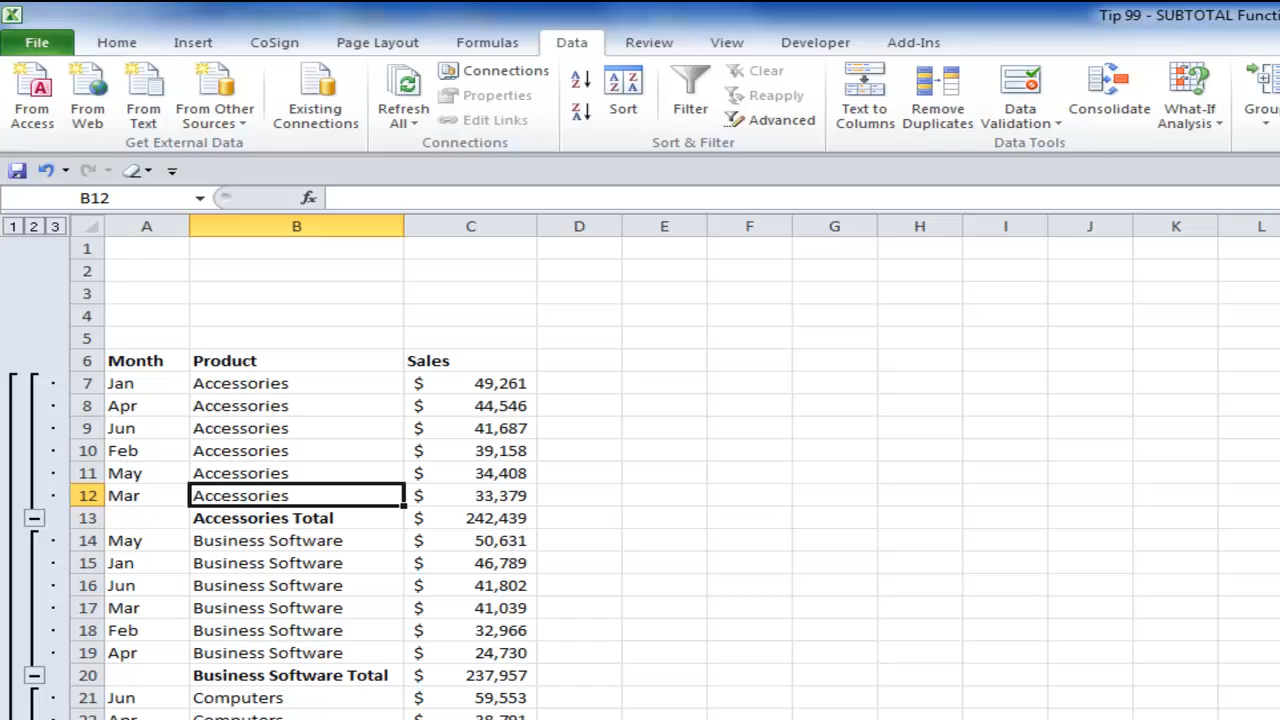 Tip 99 - SUBTOTAL Functi
File Home Insert CoSign Page Layout Formulas Data Review View Developer Add-Ins
From Access
From Web
From Text
From Other Sources
Get External Data
Existing Connections
Refresh All
Connections
Properties
Edit Links
Connections
A Z
Z A
Sort
Filter
Clear
Reapply
Advanced
Sort & Filter
Text to Columns
Remove Duplicates
Data Validation
Consolidate
What-If Analysis
Data Tools
Grou
B12 fx
1 2 3 A B C D E F G H I J K L
1
2
3
4
5
6 Month Product Sales
7 Jan Accessories $ 49,261
8 Apr Accessories $ 44,546
9 Jun Accessories $ 41,687
10 Feb Accessories $ 39,158
11 May Accessories $ 34,408
12 Mar Accessories $ 33,379
13 Accessories Total $ 242,439
14 May Business Software $ 50,631
15 Jan Business Software $ 46,789
16 Jun Business Software $ 41,802
17 Mar Business Software $ 41,039
18 Feb Business Software $ 32,966
19 Apr Business Software $ 24,730
20 Business Software Total $ 237,957
21 Jun Computers $ 59,553
22 Apr Computers $ 38,791